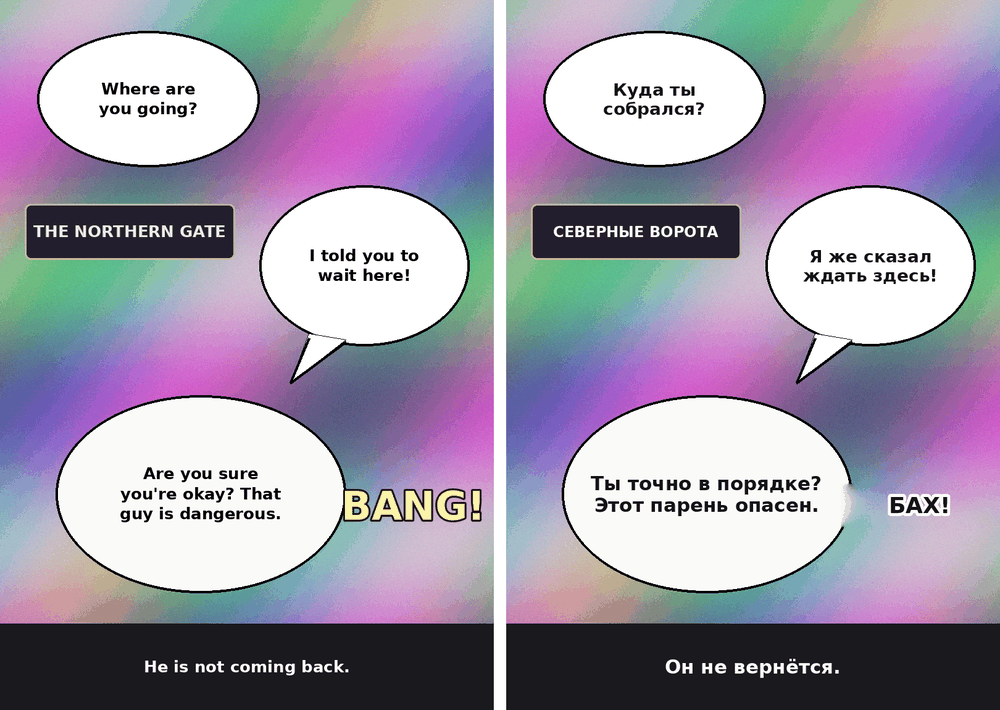 Where are
you going?
THE NORTHERN GATE
I told you to
wait here!
Are you sure
you're okay? That
guy is dangerous.
BANG!
He is not coming back.
Куда ты
собрался?
СЕВЕРНЫЕ ВОРОТА
Я же сказал
ждать здесь!
Ты точно в порядке?
Этот парень опасен.
БАХ!
Он не вернётся.